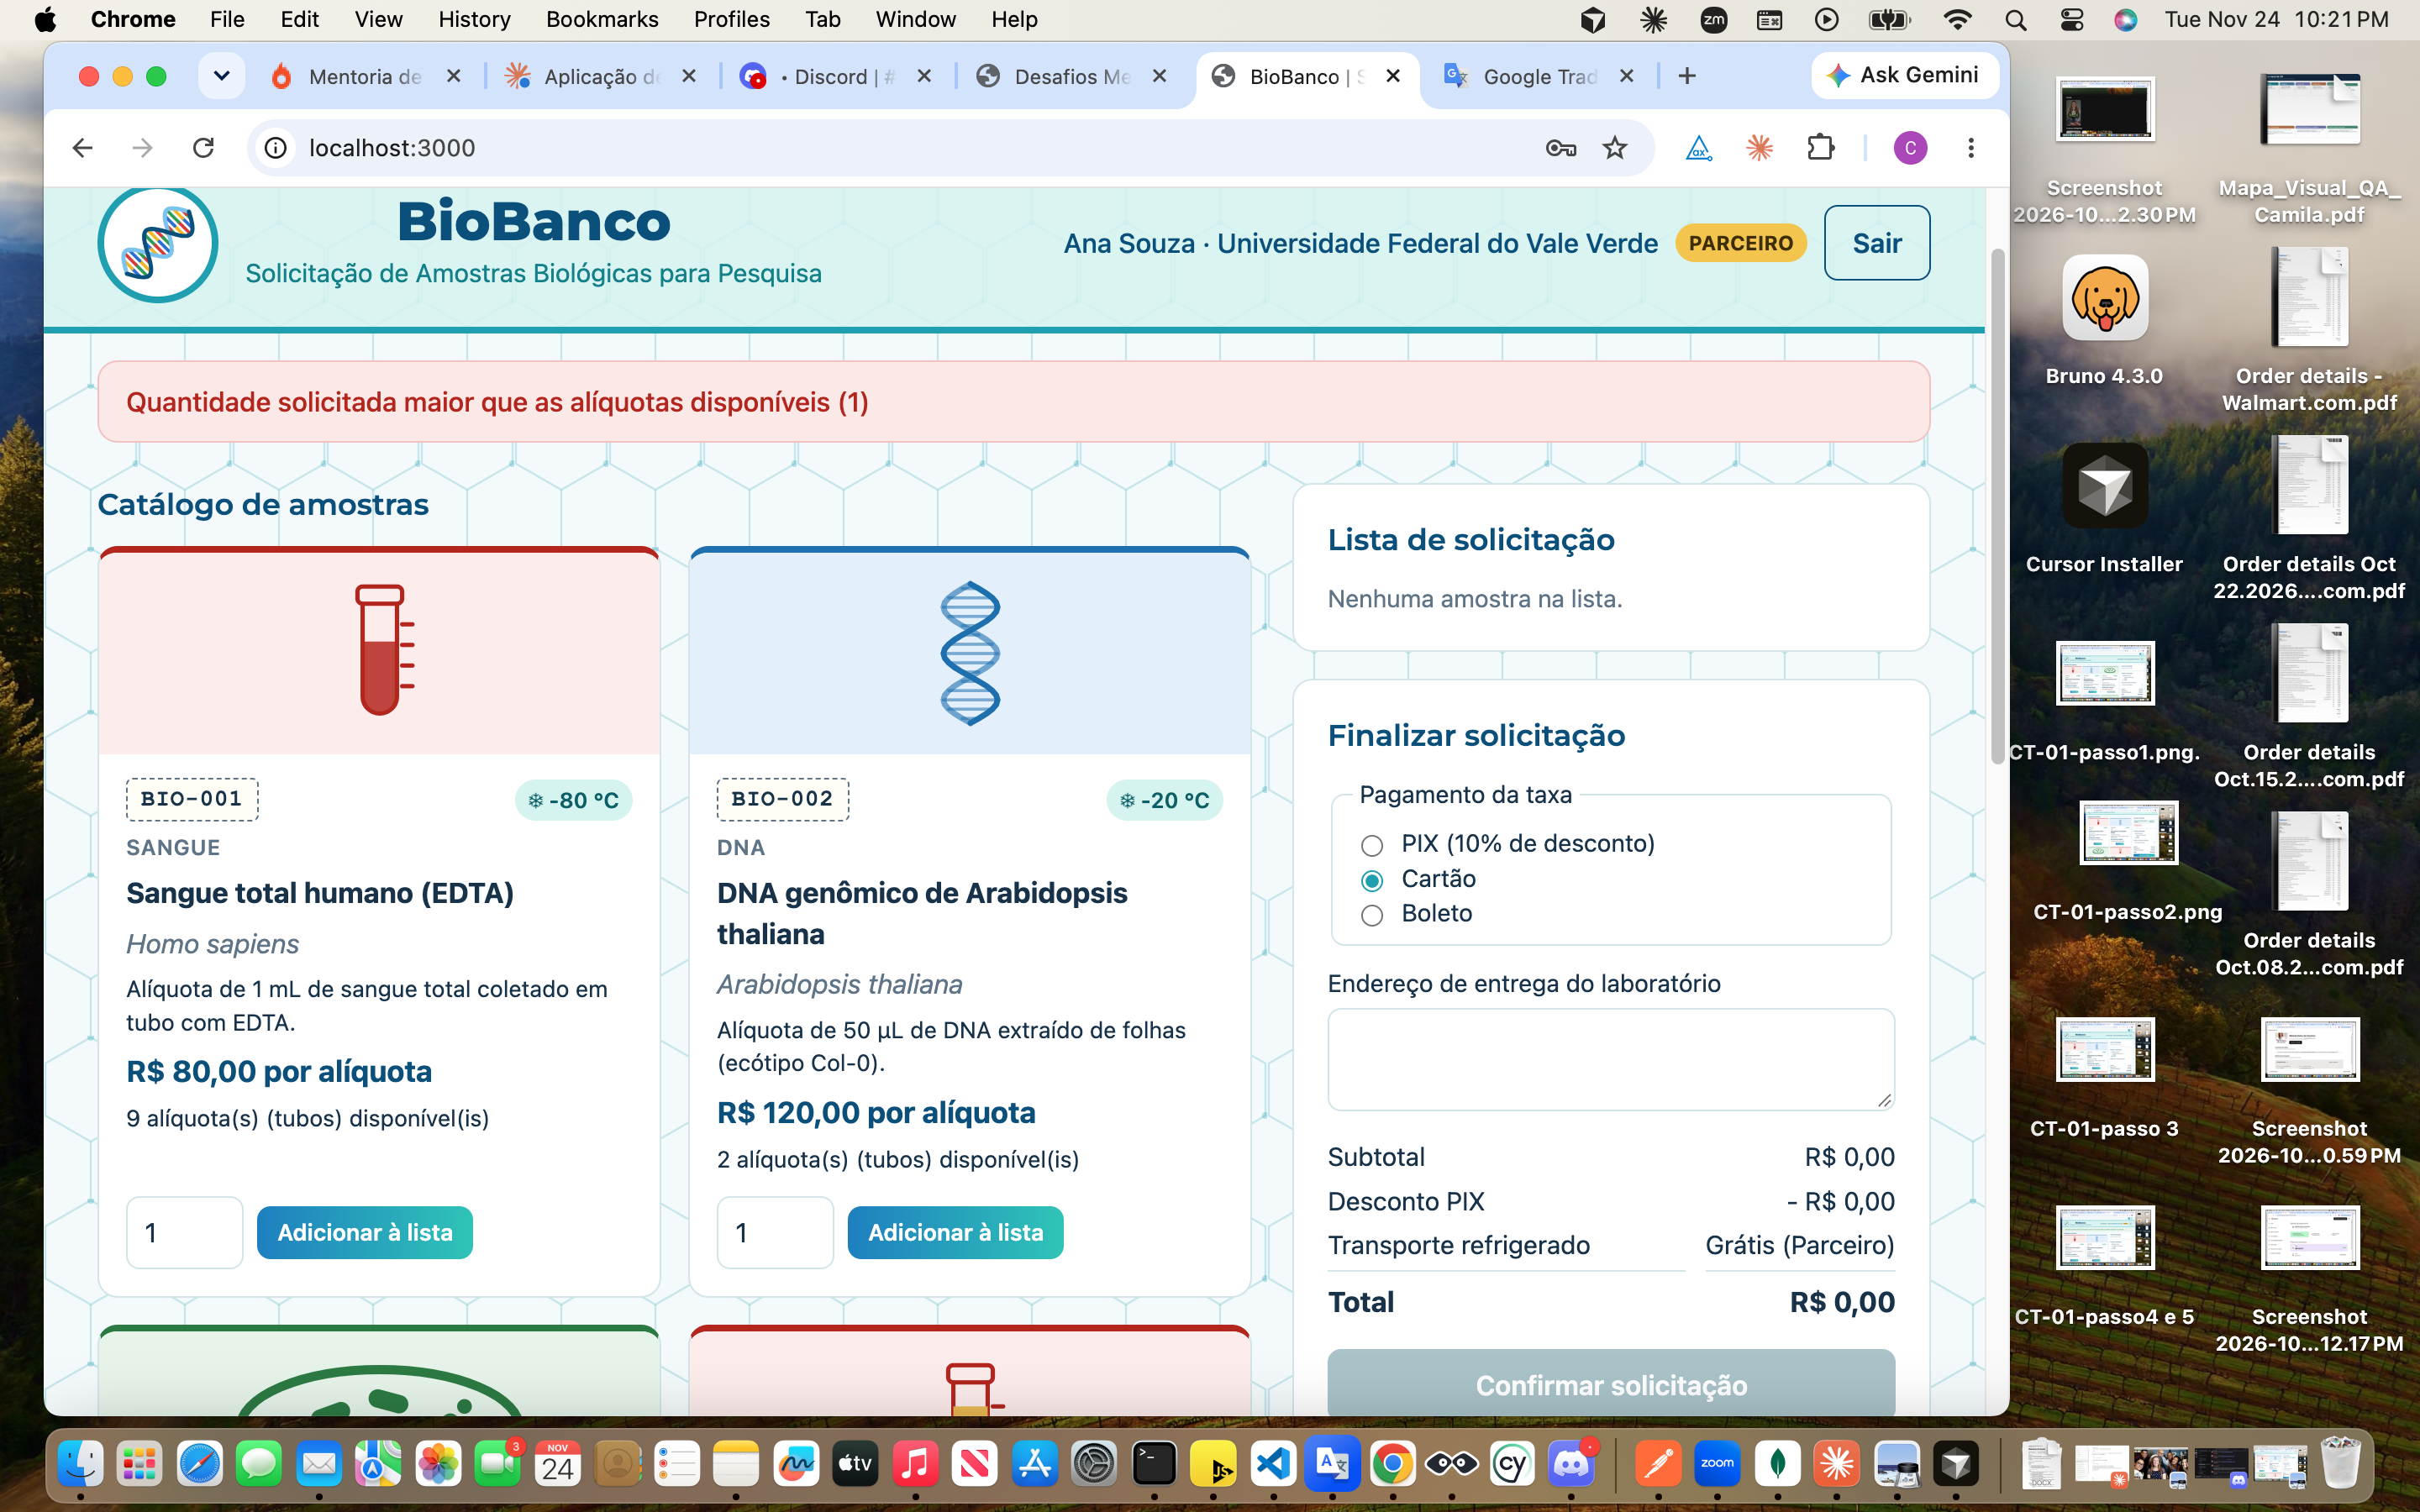 Chrome File Edit View History Bookmarks Profiles Tab Window Help
zm
Tue Nov 24 10:21 PM
Mentoria de
Aplicação de
• Discord | #
Desafios Me
BioBanco | S
Google Trad
Ask Gemini
localhost:3000
C
BioBanco
Solicitação de Amostras Biológicas para Pesquisa
Ana Souza · Universidade Federal do Vale Verde
PARCEIRO
Sair
Quantidade solicitada maior que as alíquotas disponíveis (1)
Catálogo de amostras
BIO-001
❄ -80 °C
SANGUE
Sangue total humano (EDTA)
Homo sapiens
Alíquota de 1 mL de sangue total coletado em
tubo com EDTA.
R$ 80,00 por alíquota
9 alíquota(s) (tubos) disponível(is)
1
Adicionar à lista
BIO-002
❄ -20 °C
DNA
DNA genômico de Arabidopsis
thaliana
Arabidopsis thaliana
Alíquota de 50 µL de DNA extraído de folhas
(ecótipo Col-0).
R$ 120,00 por alíquota
2 alíquota(s) (tubos) disponível(is)
1
Adicionar à lista
Lista de solicitação
Nenhuma amostra na lista.
Finalizar solicitação
Pagamento da taxa
PIX (10% de desconto)
Cartão
Boleto
Endereço de entrega do laboratório
Subtotal R$ 0,00
Desconto PIX - R$ 0,00
Transporte refrigerado Grátis (Parceiro)
Total R$ 0,00
Confirmar solicitação
Screenshot
2026-10...2.30 PM
Mapa_Visual_QA_
Camila.pdf
Bruno 4.3.0
Order details -
Walmart.com.pdf
Cursor Installer
Order details Oct
22.2026....com.pdf
CT-01-passo1.png.
Order details
Oct.15.2....com.pdf
CT-01-passo2.png
Order details
Oct.08.2...com.pdf
CT-01-passo 3
Screenshot
2026-10...0.59 PM
CT-01-passo4 e 5
Screenshot
2026-10...12.17 PM
3
NOV
24
tv
JS
cy
zoom
DOCX